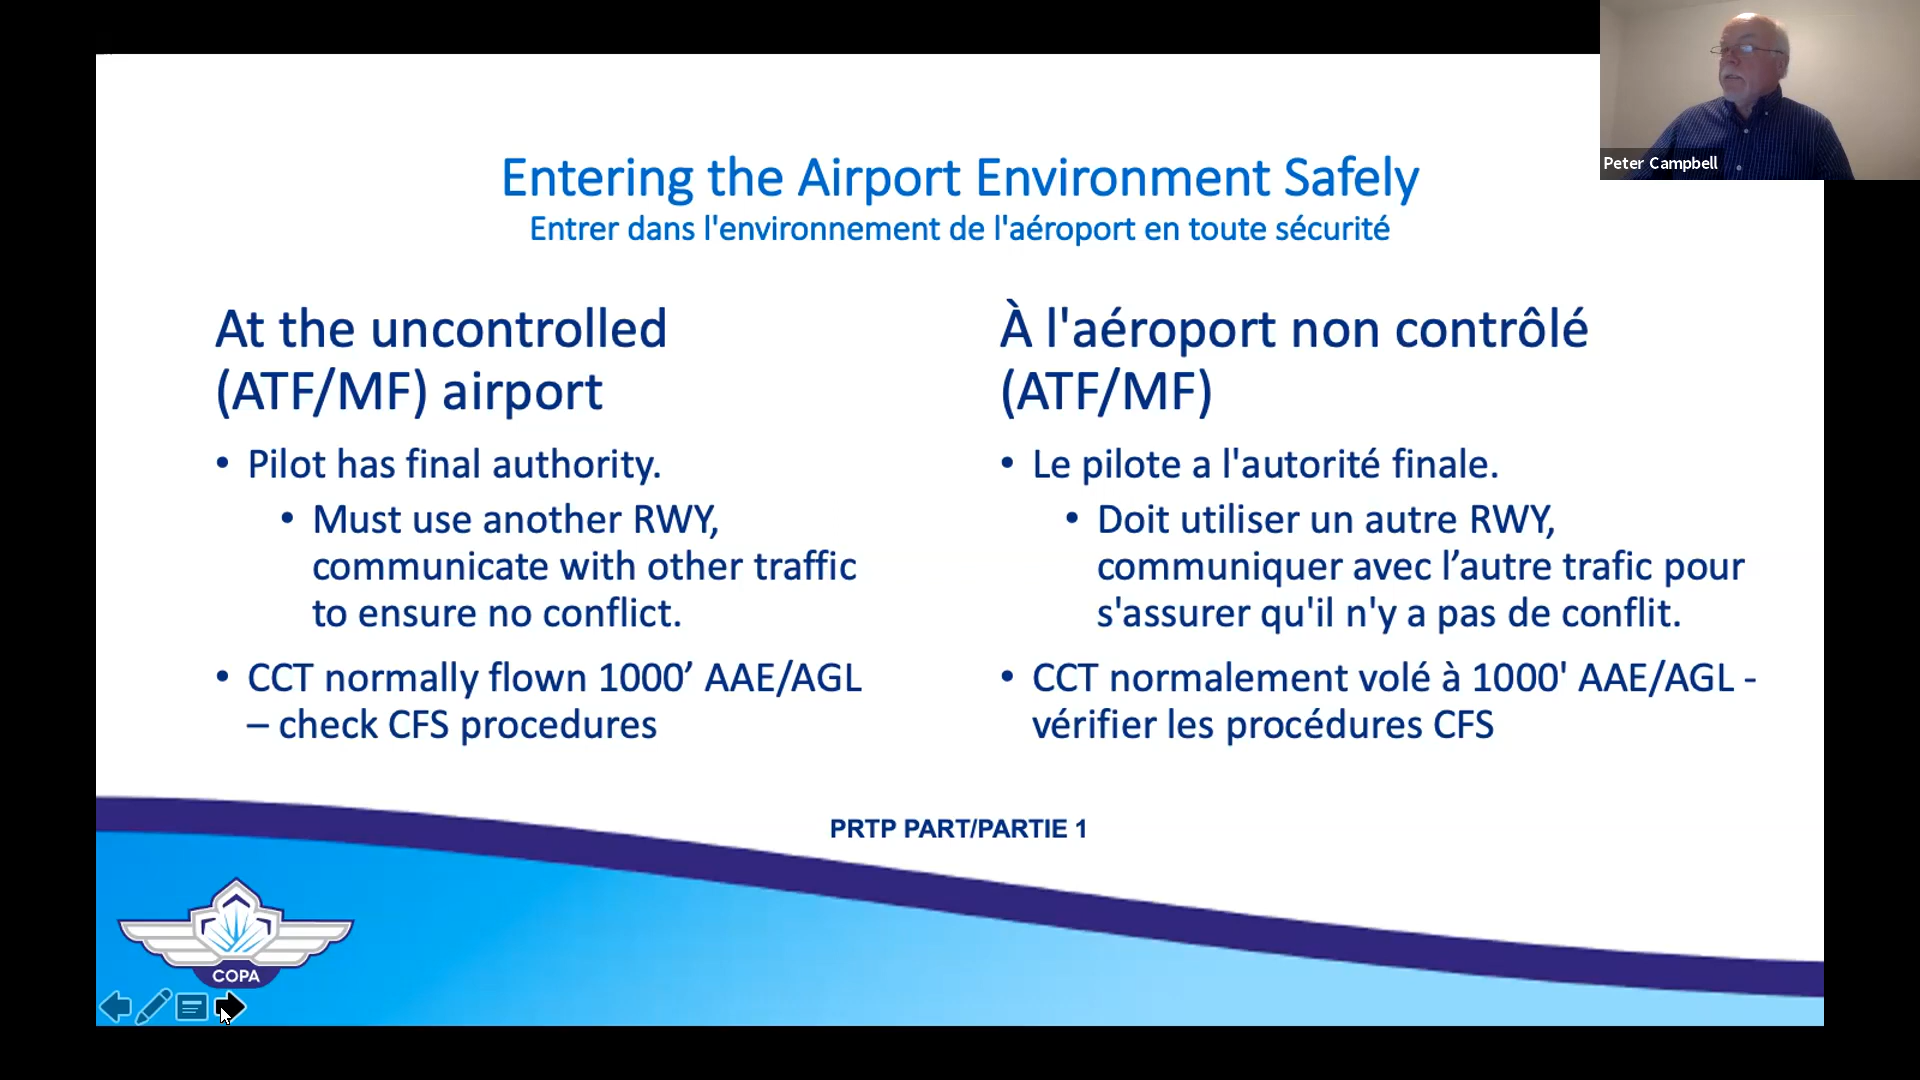 Peter Campbell
Entering the Airport Environment Safely
Entrer dans l'environnement de l'aéroport en toute sécurité
At the uncontrolled
(ATF/MF) airport
• Pilot has final authority.
• Must use another RWY,
communicate with other traffic
to ensure no conflict.
• CCT normally flown 1000’ AAE/AGL
– check CFS procedures
À l'aéroport non contrôlé
(ATF/MF)
• Le pilote a l'autorité finale.
• Doit utiliser un autre RWY,
communiquer avec l’autre trafic pour
s'assurer qu'il n'y a pas de conflit.
• CCT normalement volé à 1000' AAE/AGL -
vérifier les procédures CFS
PRTP PART/PARTIE 1
COPA